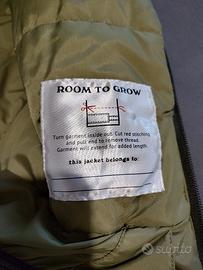 ROOM TO GROW
Turn garment inside out. Cut red stitching
and pull end to remove thread.
Garment will extend for added length.
this jacket belongs to:
subito